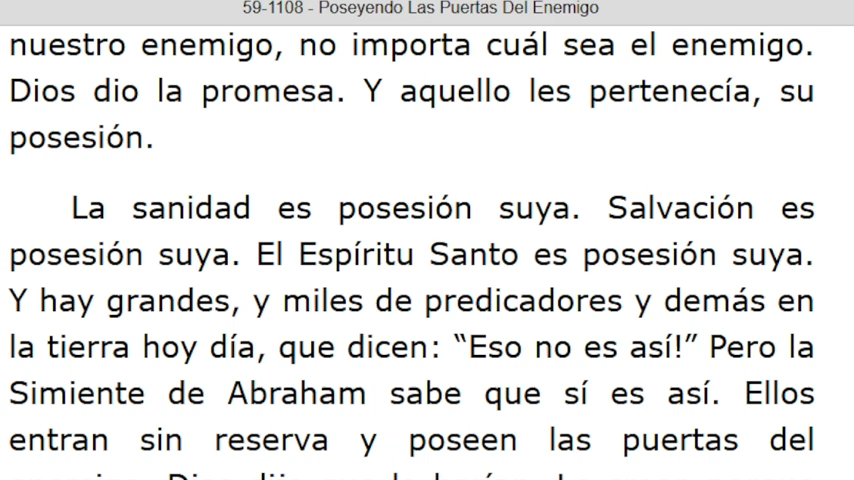 59-1108 - Poseyendo Las Puertas Del Enemigo
nuestro enemigo, no importa cuál sea el enemigo.
Dios dio la promesa. Y aquello les pertenecía, su
posesión.
La sanidad es posesión suya. Salvación es
posesión suya. El Espíritu Santo es posesión suya.
Y hay grandes, y miles de predicadores y demás en
la tierra hoy día, que dicen: “Eso no es así!” Pero la
Simiente de Abraham sabe que sí es así. Ellos
entran sin reserva y poseen las puertas del